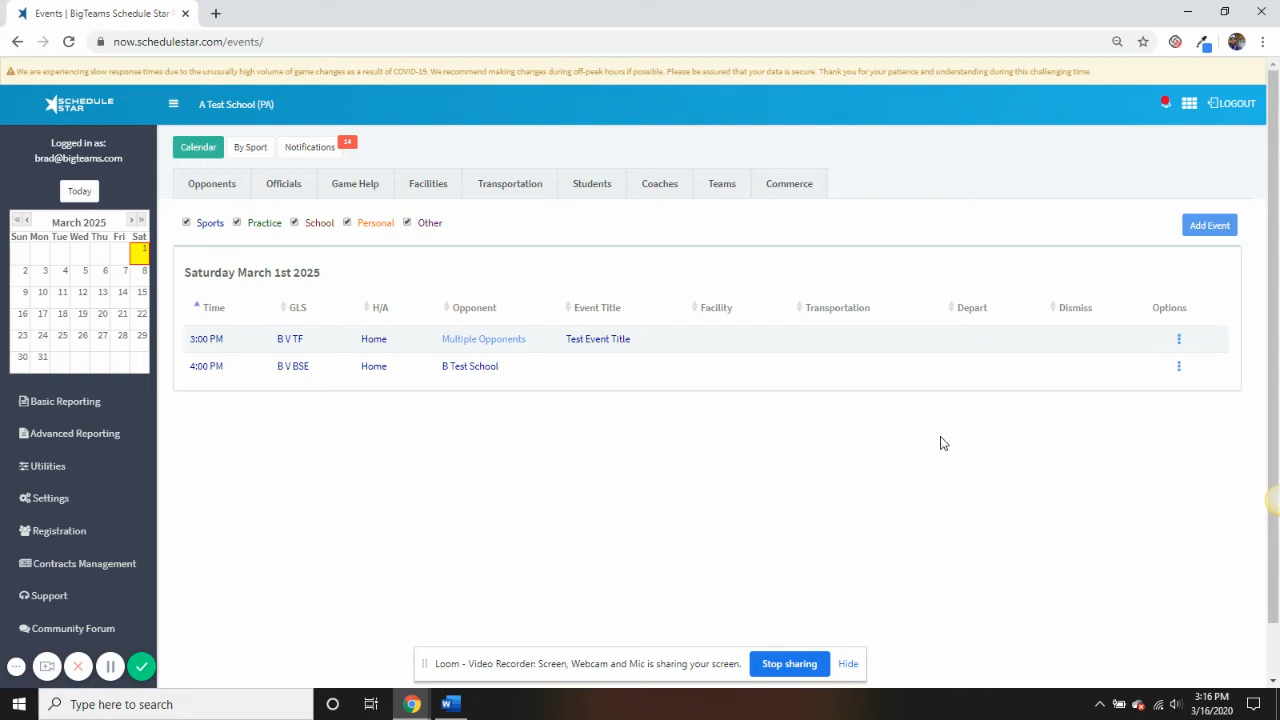 Events | BigTeams Schedule Star
now.schedulestar.com/events/
We are experiencing slow response times due to the unusually high volume of game changes as a result of COVID-19. We recommend making changes during off-peak hours if possible. Please be assured that your data is secure. Thank you for your patience and understanding during this challenging time.
SCHEDULE STAR
A Test School (PA)
LOGOUT
Logged in as:
brad@bigteams.com
Today
« ‹ March 2025 › »
Sun Mon Tue Wed Thu Fri Sat
1
2 3 4 5 6 7 8
9 10 11 12 13 14 15
16 17 18 19 20 21 22
23 24 25 26 27 28 29
30 31
Basic Reporting
Advanced Reporting
Utilities
Settings
Registration
Contracts Management
Support
Community Forum
Calendar By Sport Notifications 14
Opponents Officials Game Help Facilities Transportation Students Coaches Teams Commerce
Sports Practice School Personal Other Add Event
Saturday March 1st 2025
Time GLS H/A Opponent Event Title Facility Transportation Depart Dismiss Options
3:00 PM B V TF Home Multiple Opponents Test Event Title
4:00 PM B V BSE Home B Test School
Loom - Video Recorder: Screen, Webcam and Mic is sharing your screen. Stop sharing Hide
Type here to search
3:16 PM
3/16/2020